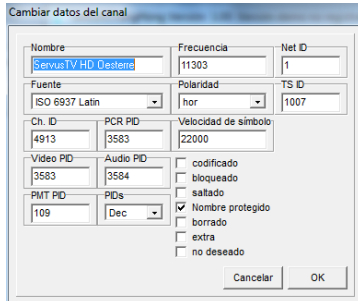 Cambiar datos del canal
Nombre
Frecuencia
Net ID
ServusTV HD Oesterre
11303
1
Fuente
Polaridad
TS ID
ISO 6937 Latin
hor
1007
Ch. ID
PCR PID
Velocidad de símbolo
4913
3583
22000
Video PID
Audio PID
codificado
3583
3584
bloqueado
saltado
PMT PID
PIDs
Nombre protegido
109
Dec
borrado
extra
no deseado
Cancelar
OK